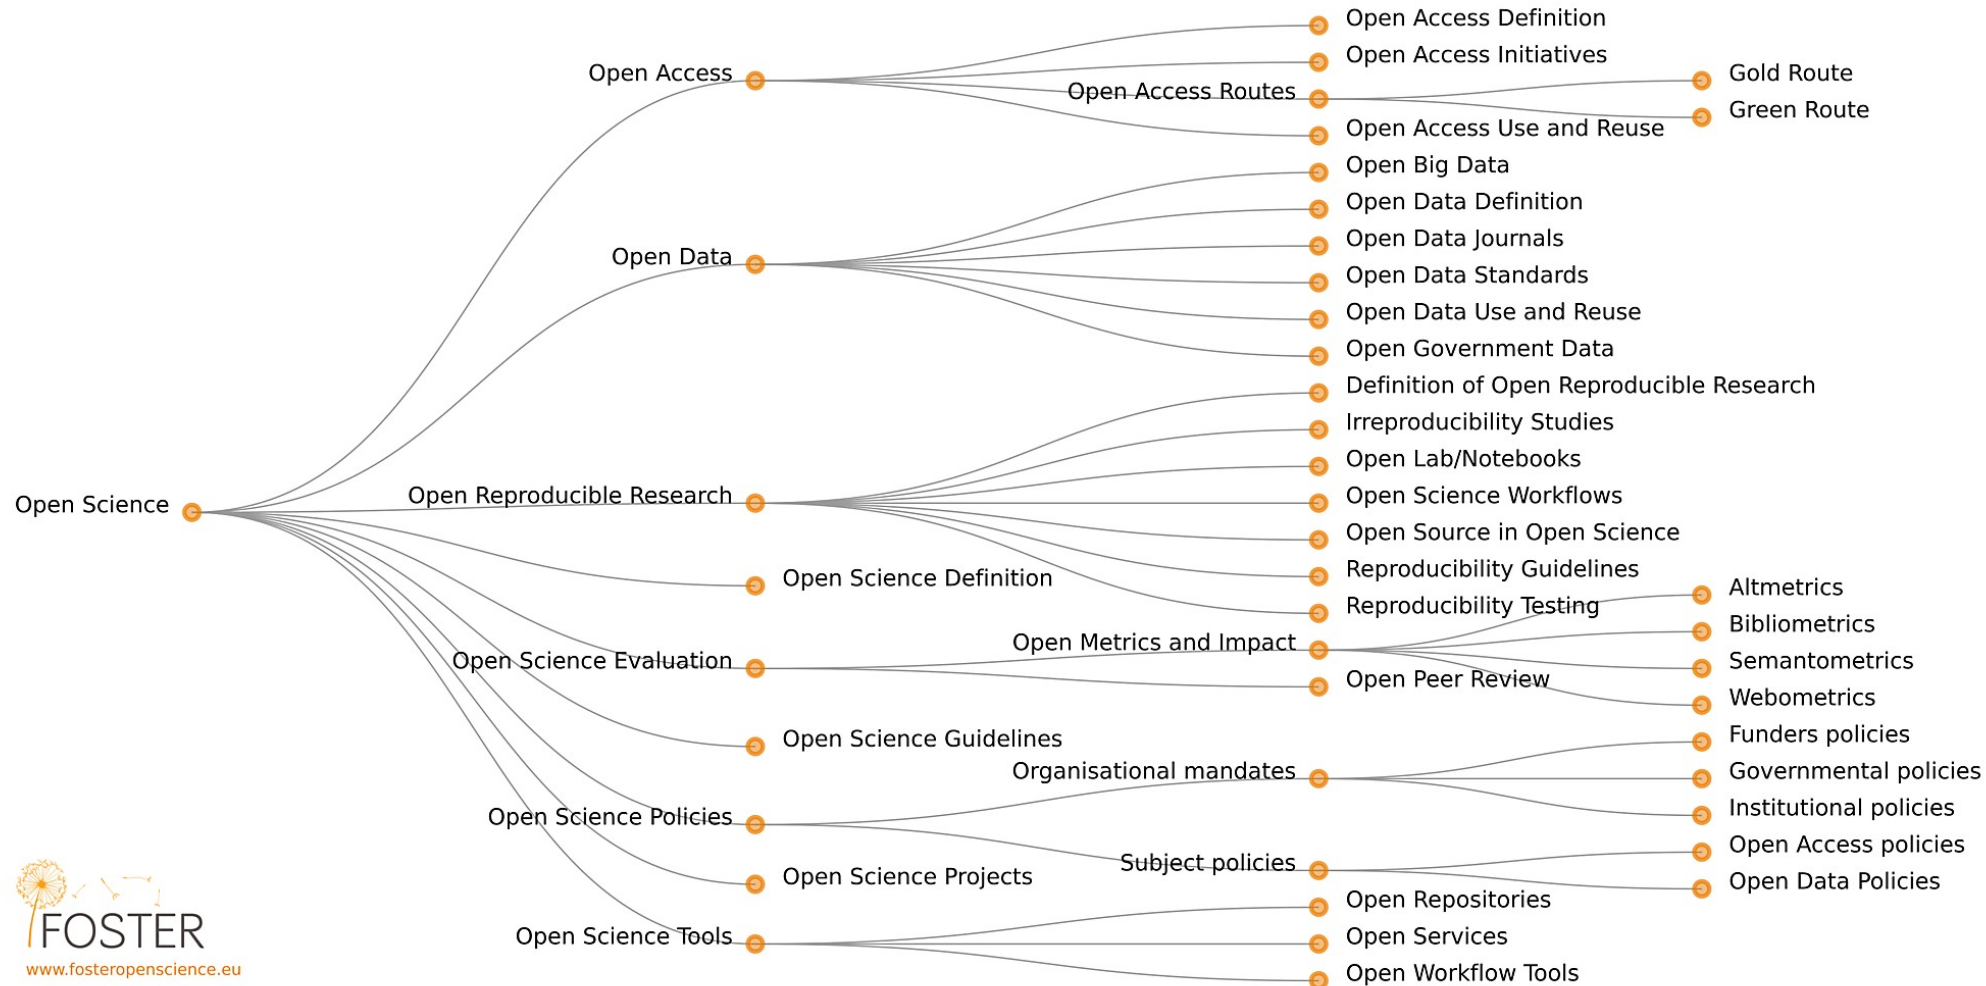 Open Science
Open Access
Open Access Definition
Open Access Initiatives
Open Access Routes
Gold Route
Green Route
Open Access Use and Reuse
Open Data
Open Big Data
Open Data Definition
Open Data Journals
Open Data Standards
Open Data Use and Reuse
Open Government Data
Open Reproducible Research
Definition of Open Reproducible Research
Irreproducibility Studies
Open Lab/Notebooks
Open Science Workflows
Open Source in Open Science
Reproducibility Guidelines
Reproducibility Testing
Open Science Definition
Open Science Evaluation
Open Metrics and Impact
Altmetrics
Bibliometrics
Semantometrics
Webometrics
Open Peer Review
Open Science Guidelines
Open Science Policies
Organisational mandates
Funders policies
Governmental policies
Institutional policies
Subject policies
Open Access policies
Open Data Policies
Open Science Projects
Open Science Tools
Open Repositories
Open Services
Open Workflow Tools
FOSTER
www.fosteropenscience.eu